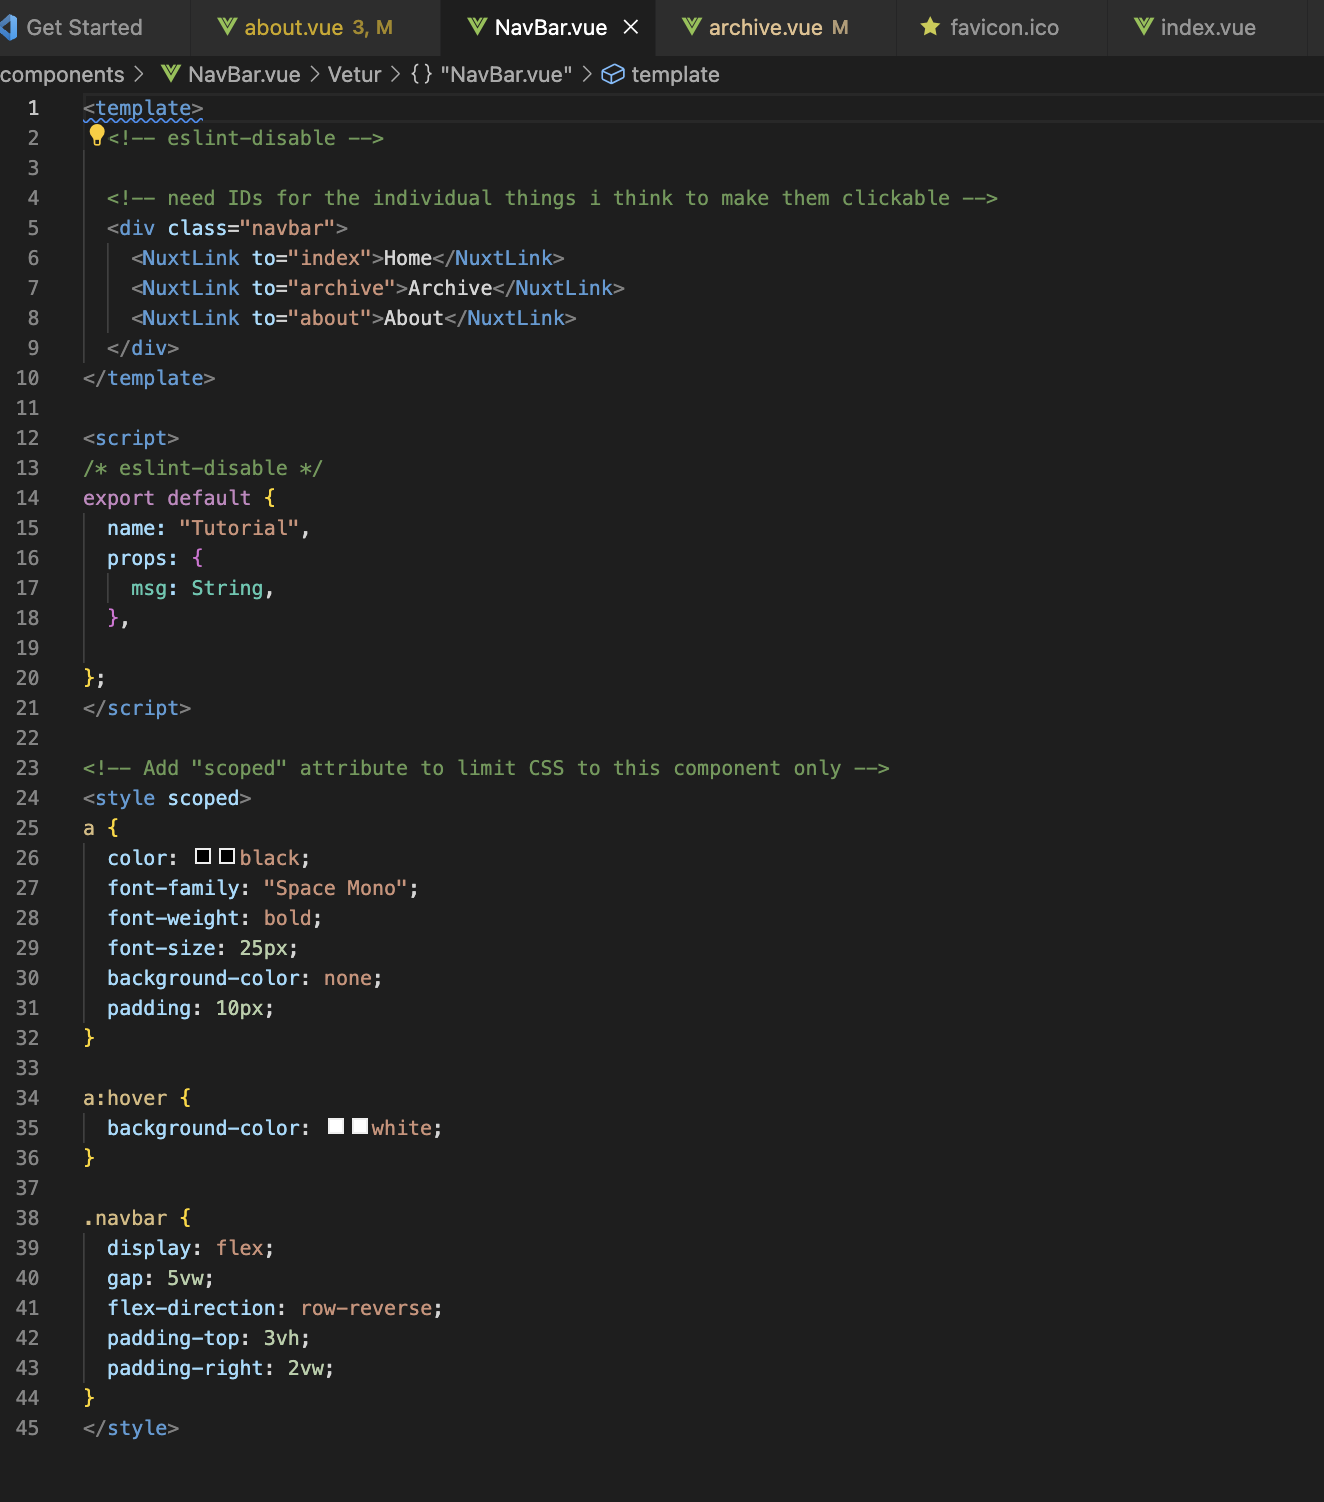 Get Started about.vue 3, M NavBar.vue archive.vue M favicon.ico index.vue
components > NavBar.vue > Vetur > {} "NavBar.vue" > template
1 <template>
2 <!-- eslint-disable -->
3
4 <!-- need IDs for the individual things i think to make them clickable -->
5 <div class="navbar">
6 <NuxtLink to="index">Home</NuxtLink>
7 <NuxtLink to="archive">Archive</NuxtLink>
8 <NuxtLink to="about">About</NuxtLink>
9 </div>
10 </template>
11
12 <script>
13 /* eslint-disable */
14 export default {
15 name: "Tutorial",
16 props: {
17 msg: String,
18 },
19
20 };
21 </script>
22
23 <!-- Add "scoped" attribute to limit CSS to this component only -->
24 <style scoped>
25 a {
26 color: black;
27 font-family: "Space Mono";
28 font-weight: bold;
29 font-size: 25px;
30 background-color: none;
31 padding: 10px;
32 }
33
34 a:hover {
35 background-color: white;
36 }
37
38 .navbar {
39 display: flex;
40 gap: 5vw;
41 flex-direction: row-reverse;
42 padding-top: 3vh;
43 padding-right: 2vw;
44 }
45 </style>